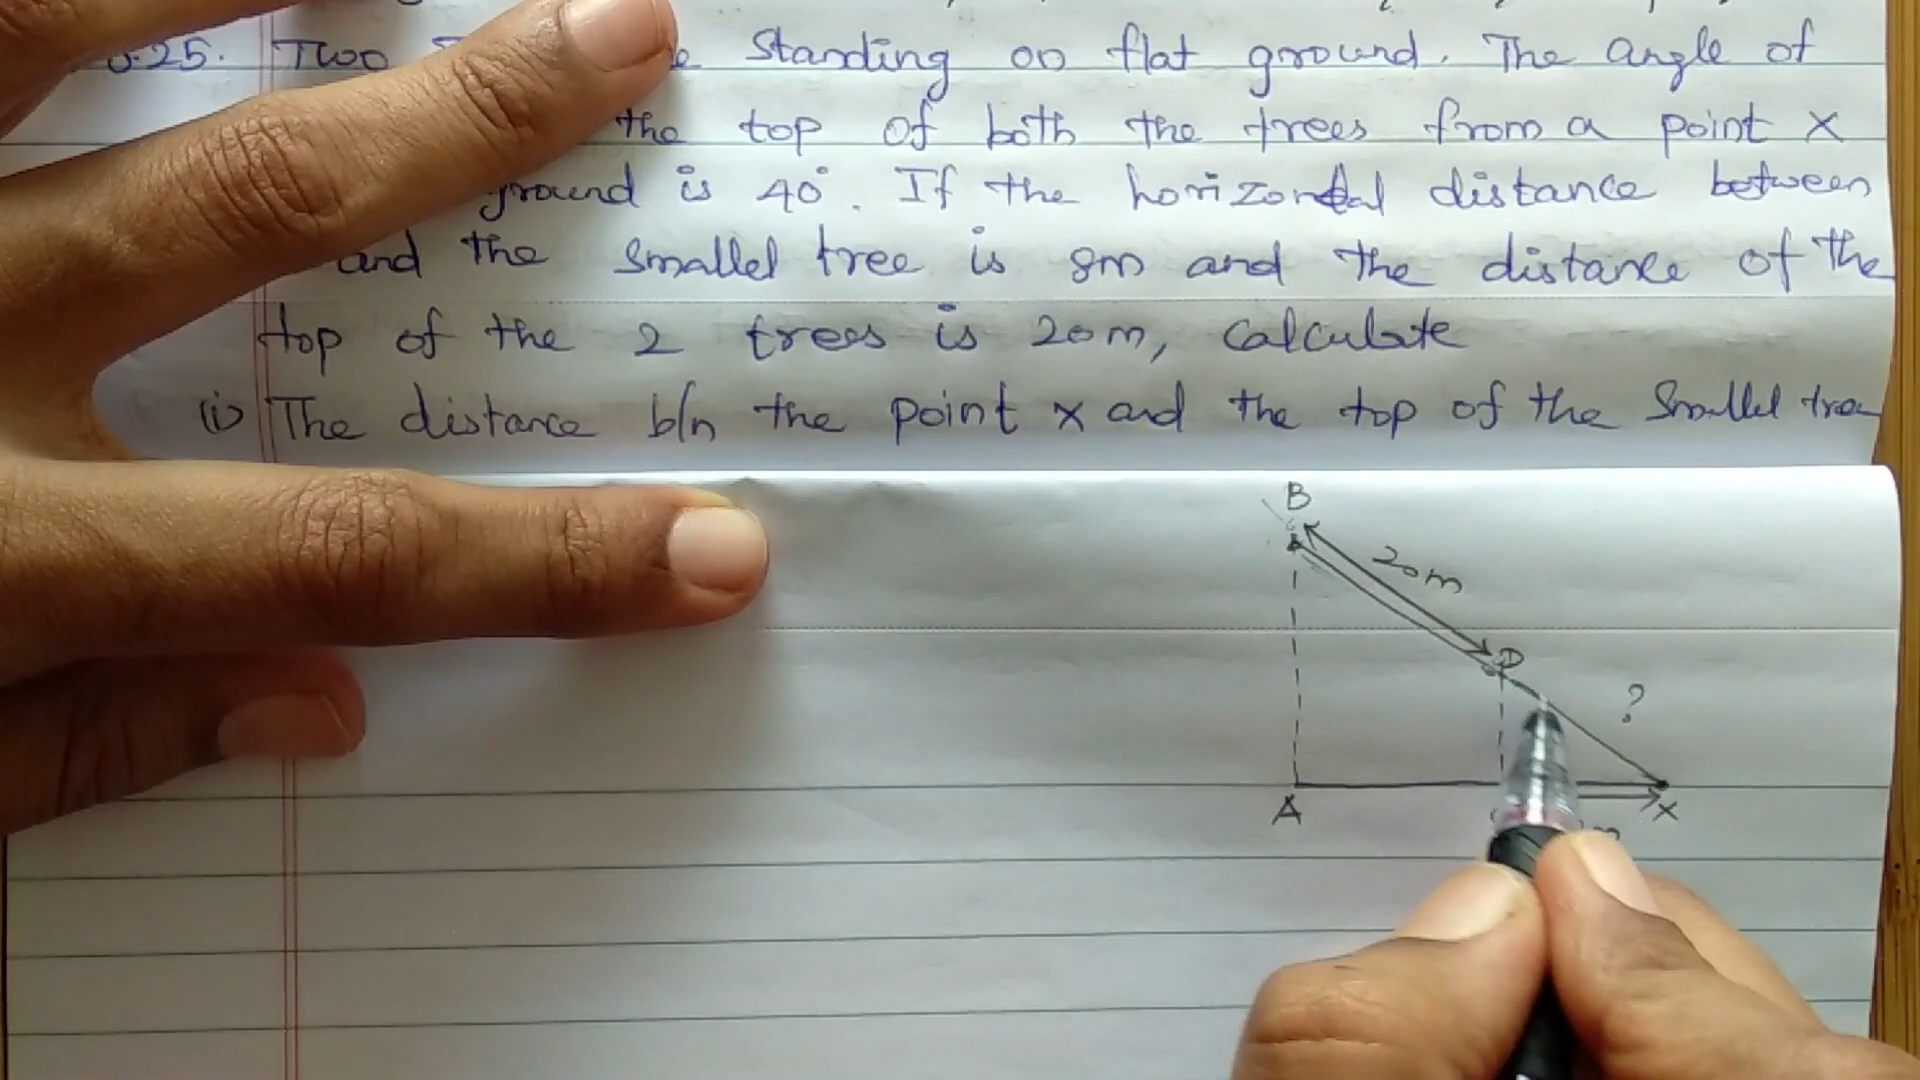 .25. Two Standing on flat ground. The angle of
the top of both the trees from a point x
ground is 40°. If the horizontal distance between
and the smaller tree is 8m and the distance of the
top of the 2 trees is 20m, calculate
(i) The distance b/n the point x and the top of the smaller tree
B
20m
D
?
A
x